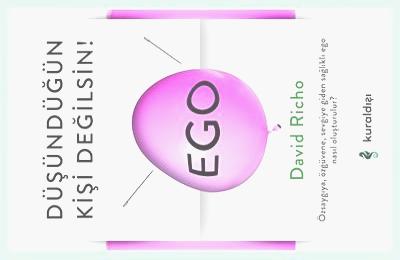 DÜŞÜNDÜĞÜN
KİŞİ DEĞİLSİN!
EGO
David Richo
Özsaygıya, özgüvene, sevgiye giden sağlıklı ego
nasıl oluşturulur?
kuraldışı